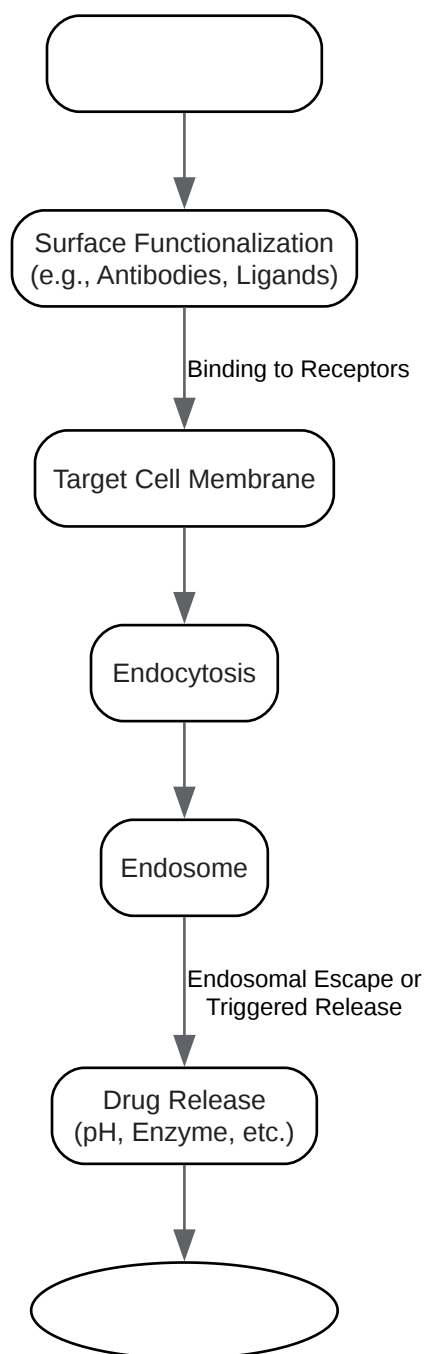 Surface Functionalization
(e.g., Antibodies, Ligands)
Binding to Receptors
Target Cell Membrane
Endocytosis
Endosome
Endosomal Escape or
Triggered Release
Drug Release
(pH, Enzyme, etc.)